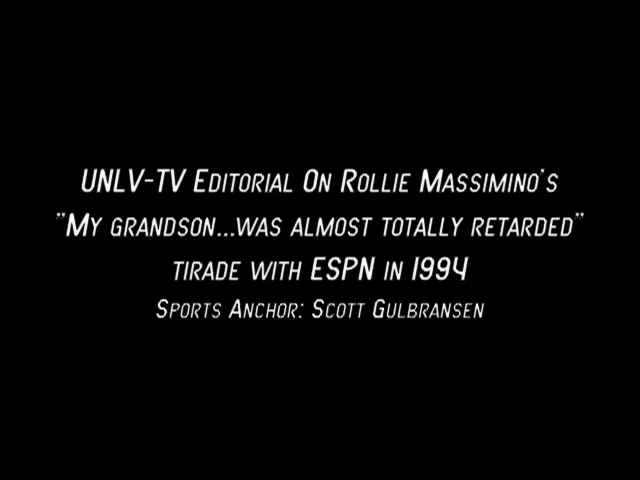 UNLV-TV Editorial On Rollie Massimino's
"My grandson...was almost totally retarded"
tirade with ESPN in 1994
Sports Anchor: Scott Gulbransen